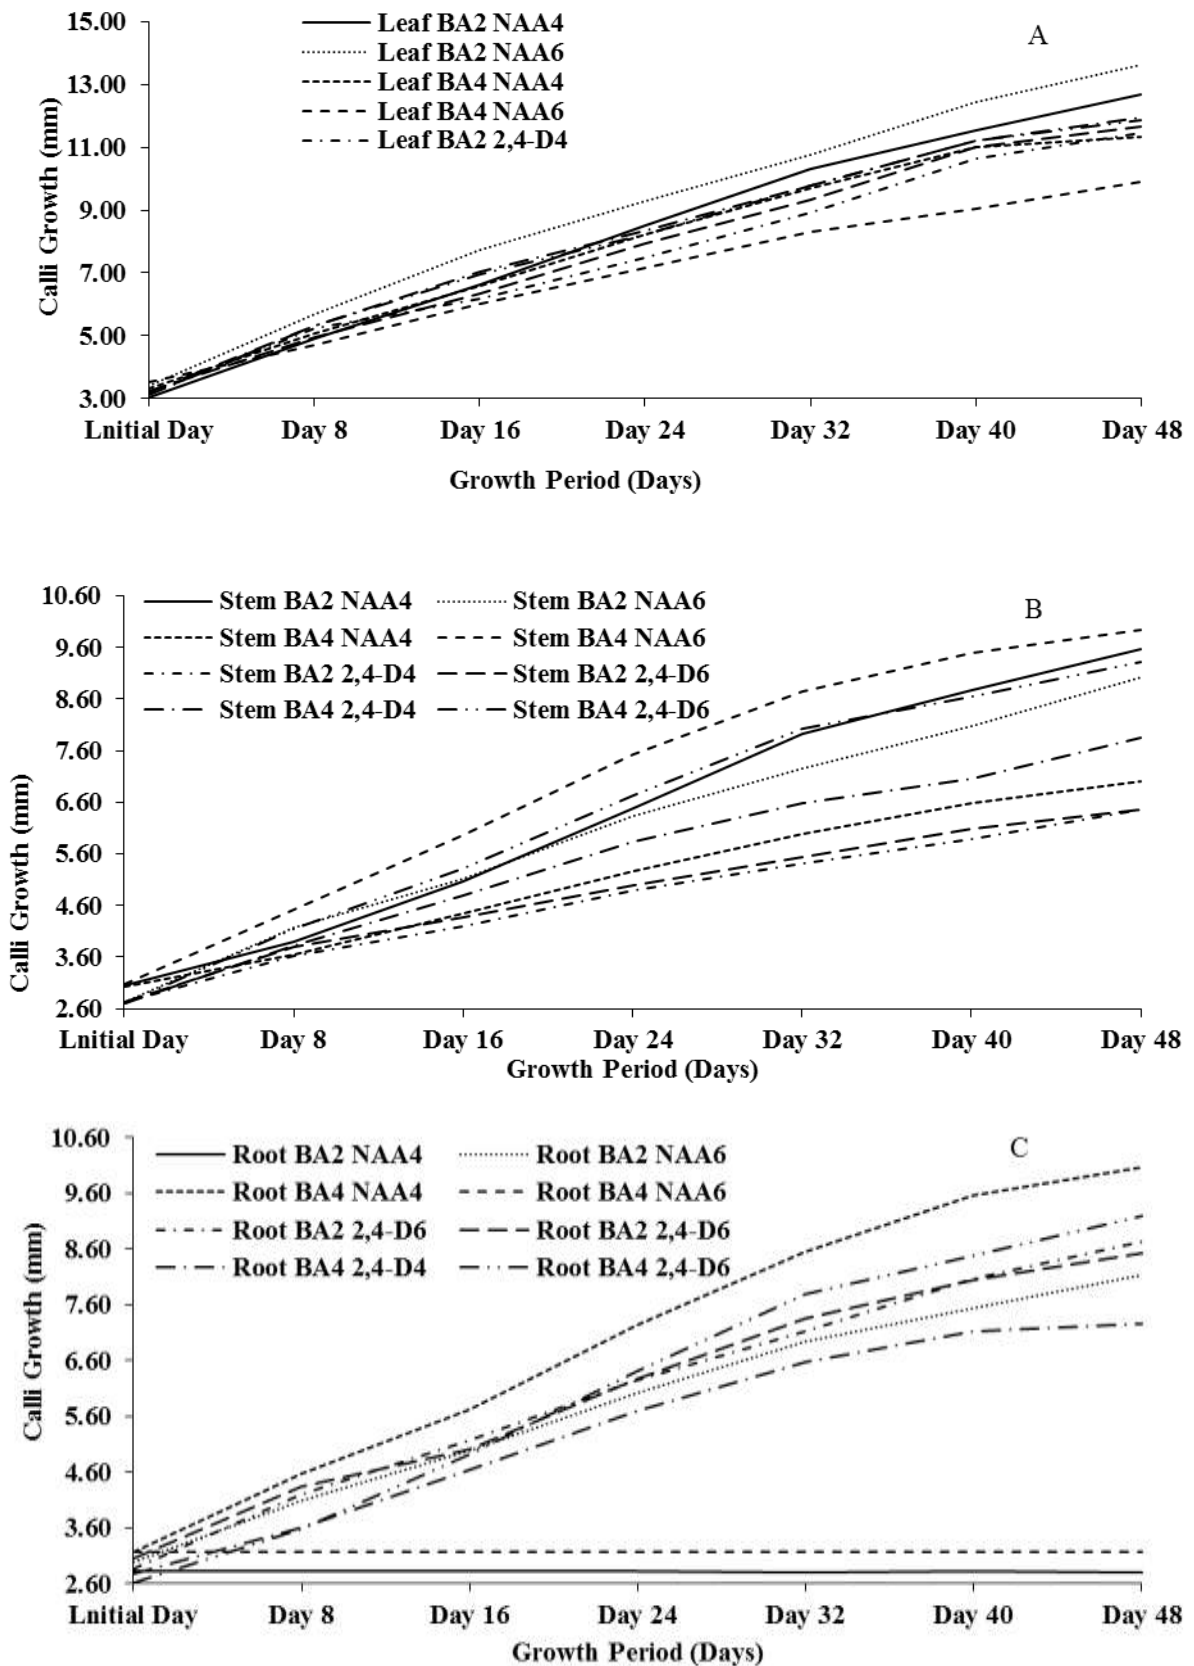 15.00
13.00
11.00
9.00
7.00
5.00
3.00
Calli Growth (mm)
Leaf BA2 NAA4
Leaf BA2 NAA6
Leaf BA4 NAA4
Leaf BA4 NAA6
Leaf BA2 2,4-D4
A
Lnitial Day Day 8 Day 16 Day 24 Day 32 Day 40 Day 48
Growth Period (Days)
10.60
9.60
8.60
7.60
6.60
5.60
4.60
3.60
2.60
Calli Growth (mm)
Stem BA2 NAA4 Stem BA2 NAA6
Stem BA4 NAA4 Stem BA4 NAA6
Stem BA2 2,4-D4 Stem BA2 2,4-D6
Stem BA4 2,4-D4 Stem BA4 2,4-D6
B
Lnitial Day Day 8 Day 16 Day 24 Day 32 Day 40 Day 48
Growth Period (Days)
10.60
9.60
8.60
7.60
6.60
5.60
4.60
3.60
2.60
Calli Growth (mm)
Root BA2 NAA4 Root BA2 NAA6
Root BA4 NAA4 Root BA4 NAA6
Root BA2 2,4-D6 Root BA2 2,4-D6
Root BA4 2,4-D4 Root BA4 2,4-D6
C
Lnitial Day Day 8 Day 16 Day 24 Day 32 Day 40 Day 48
Growth Period (Days)